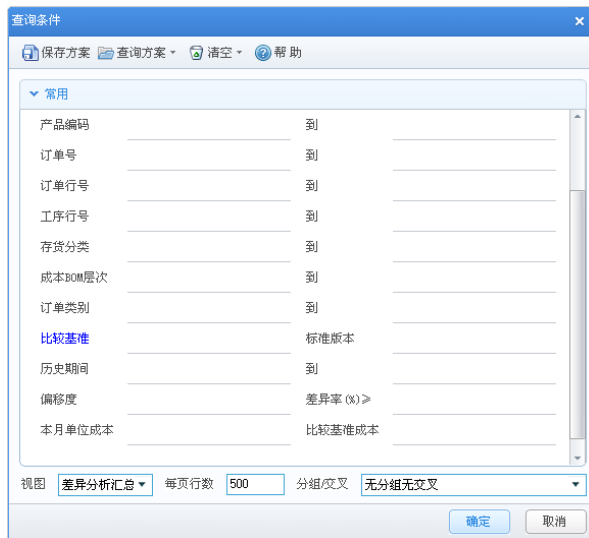 查询条件
保存方案 查询方案 清空 帮助
常用
产品编码 到
订单号 到
订单行号 到
工序行号 到
存货分类 到
成本BOM层次 到
订单类别 到
比较基准 标准版本
历史期间 到
偏移度 差异率(%)≥
本月单位成本 比较基准成本
视图 差异分析汇总 每页行数 500 分组/交叉 无分组无交叉
确定 取消